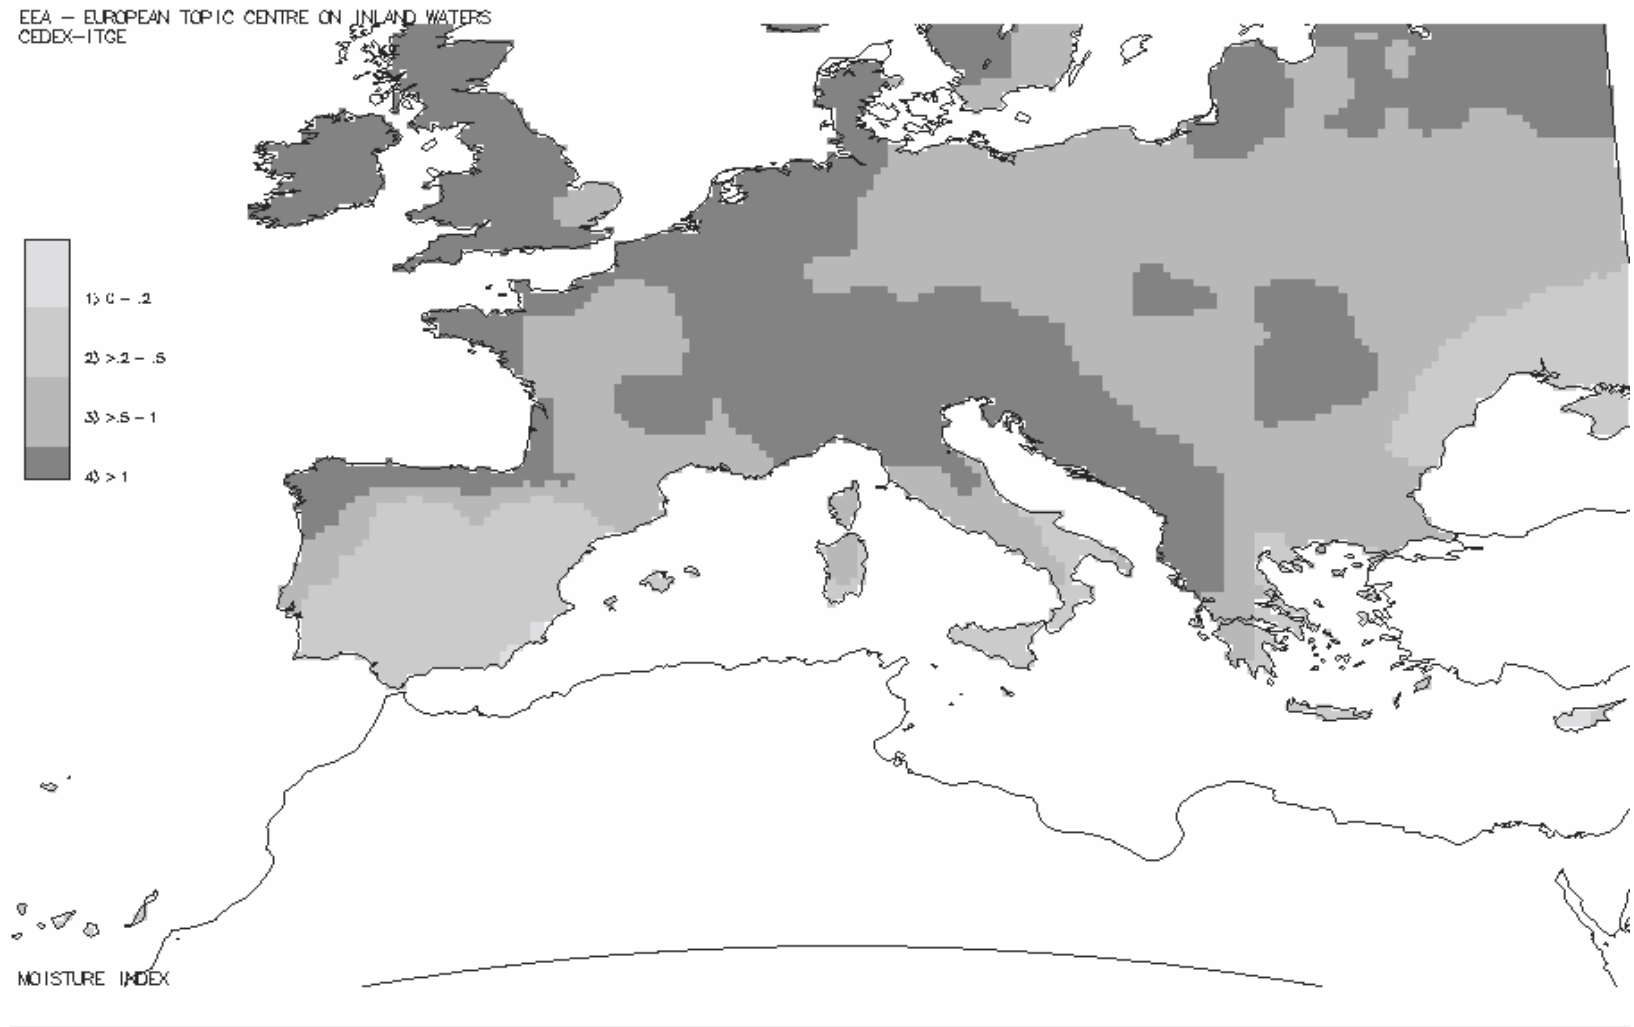 EEA – EUROPEAN TOPIC CENTRE ON INLAND WATERS
CEDEX–ITGE
1) 0 – .2
2) >.2 – .5
3) >.5 – 1
4) > 1
MOISTURE INDEX